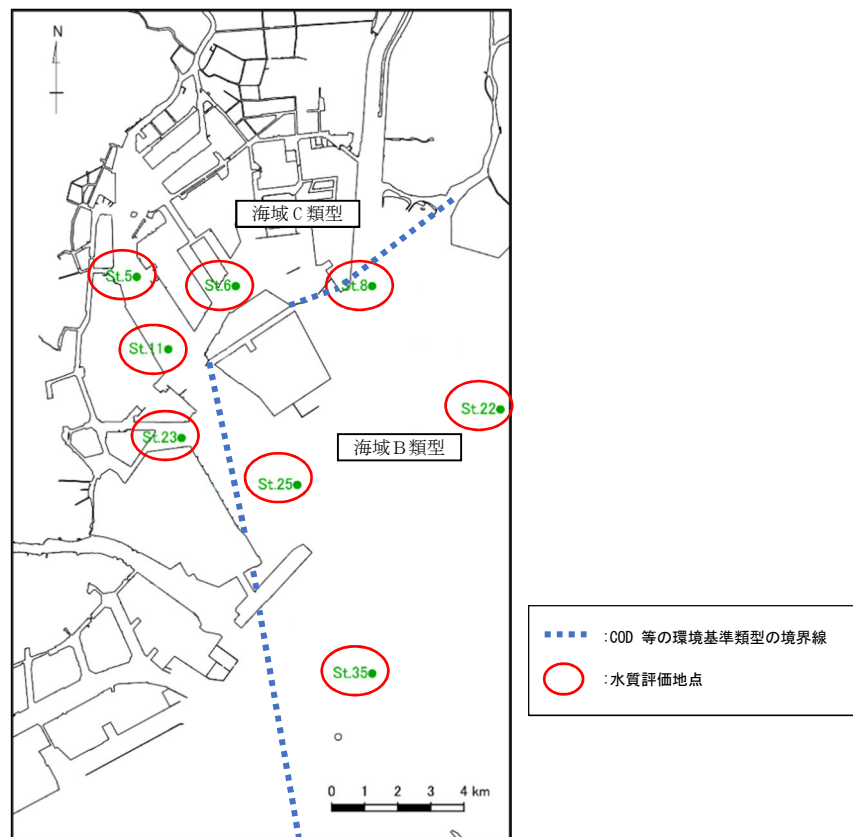 N
海域C類型
St.5
St.6
St.8
St.11
St.22
海域B類型
St.23
St.25
St.35
0 1 2 3 4 km
:COD 等の環境基準類型の境界線
:水質評価地点